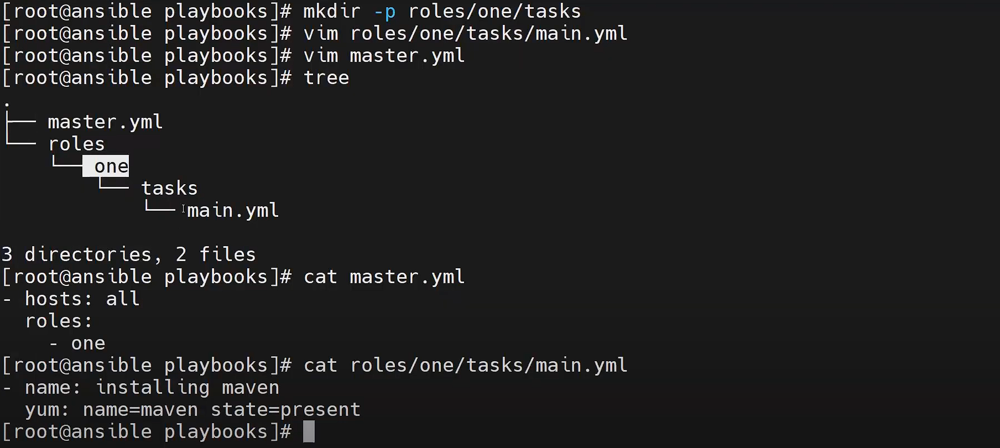 [root@ansible playbooks]# mkdir -p roles/one/tasks
[root@ansible playbooks]# vim roles/one/tasks/main.yml
[root@ansible playbooks]# vim master.yml
[root@ansible playbooks]# tree
.
├── master.yml
└── roles
    └── one
        └── tasks
            └── main.yml

3 directories, 2 files
[root@ansible playbooks]# cat master.yml
- hosts: all
  roles:
    - one
[root@ansible playbooks]# cat roles/one/tasks/main.yml
- name: installing maven
  yum: name=maven state=present
[root@ansible playbooks]#